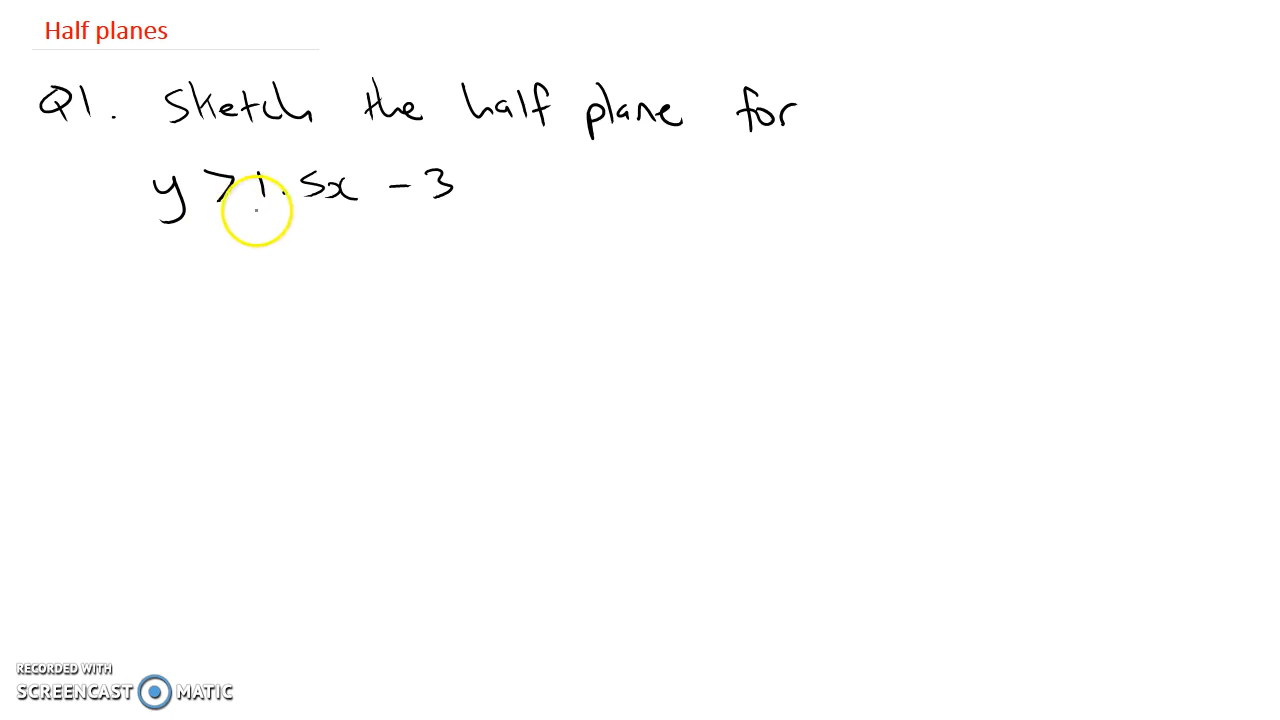 Half planes
Q1. Sketch the half plane for
y > 1.5x - 3
RECORDED WITH
SCREENCAST MATIC